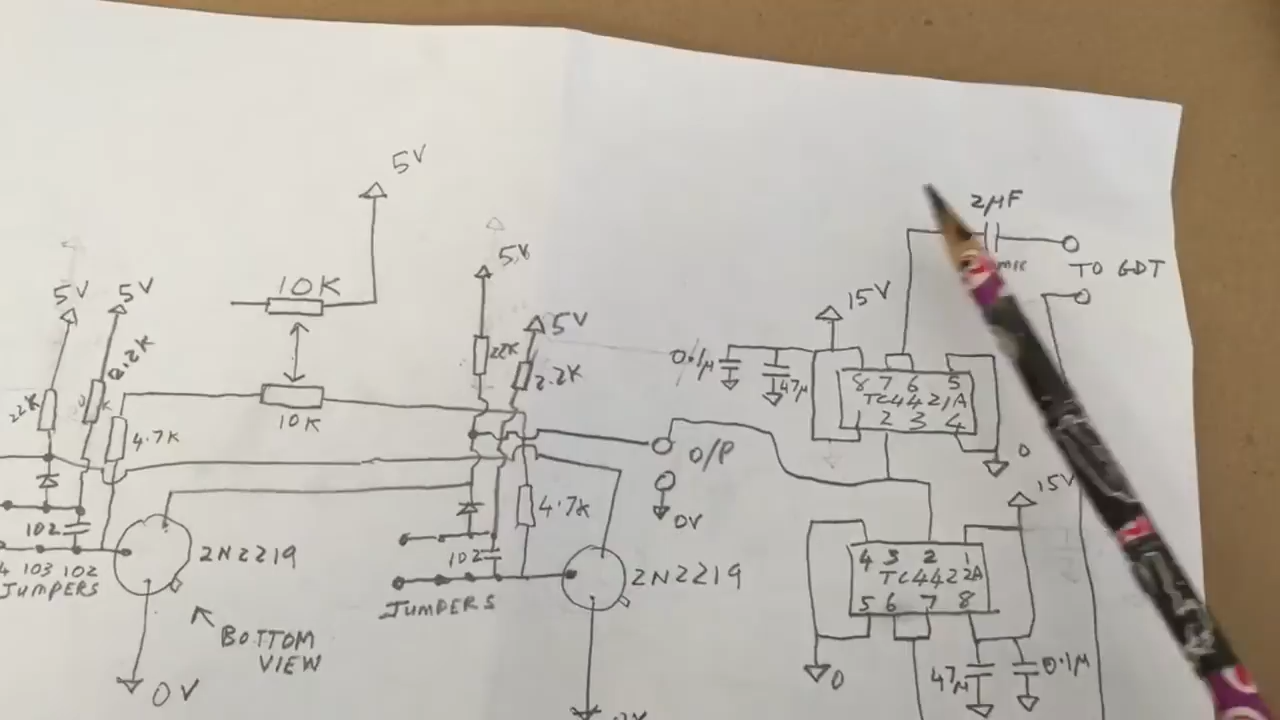 5V
2µF
TO GDT
5V
5V
5V
10K
15V
5V
22K
2.2K
0.1µ
47µ
8 7 6 5
TC4421A
1 2 3 4
0
22K
4.7K
10K
O/P
0V
15V
4.7K
102
102
2N2219
2N2219
4 3 2 1
TC4422A
5 6 7 8
103 102
JUMPERS
JUMPERS
BOTTOM
VIEW
0V
0
47µ
0.1µ